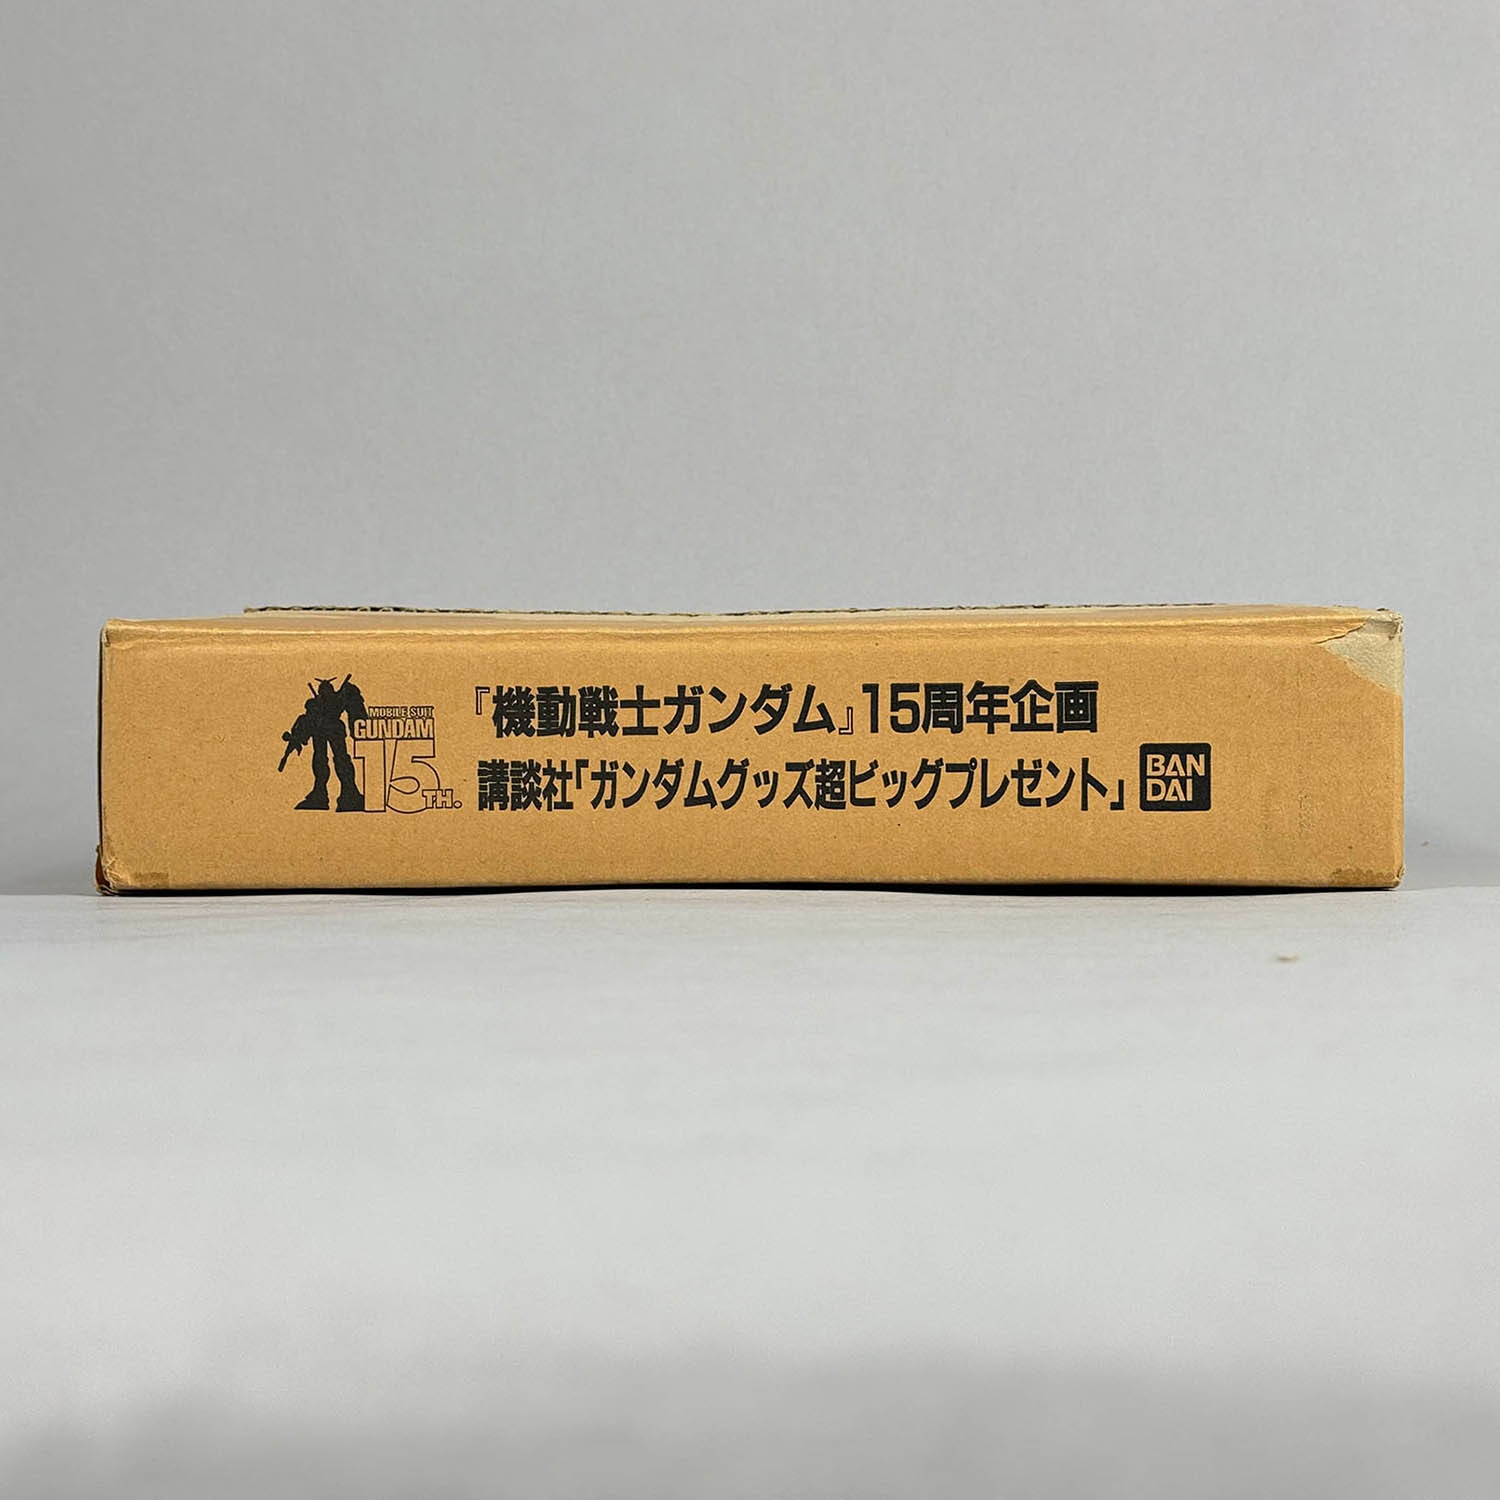 MOBILE SUIT
GUNDAM
15TH.
『機動戦士ガンダム』15周年企画
講談社「ガンダムグッズ超ビッグプレゼント」
BAN
DAI